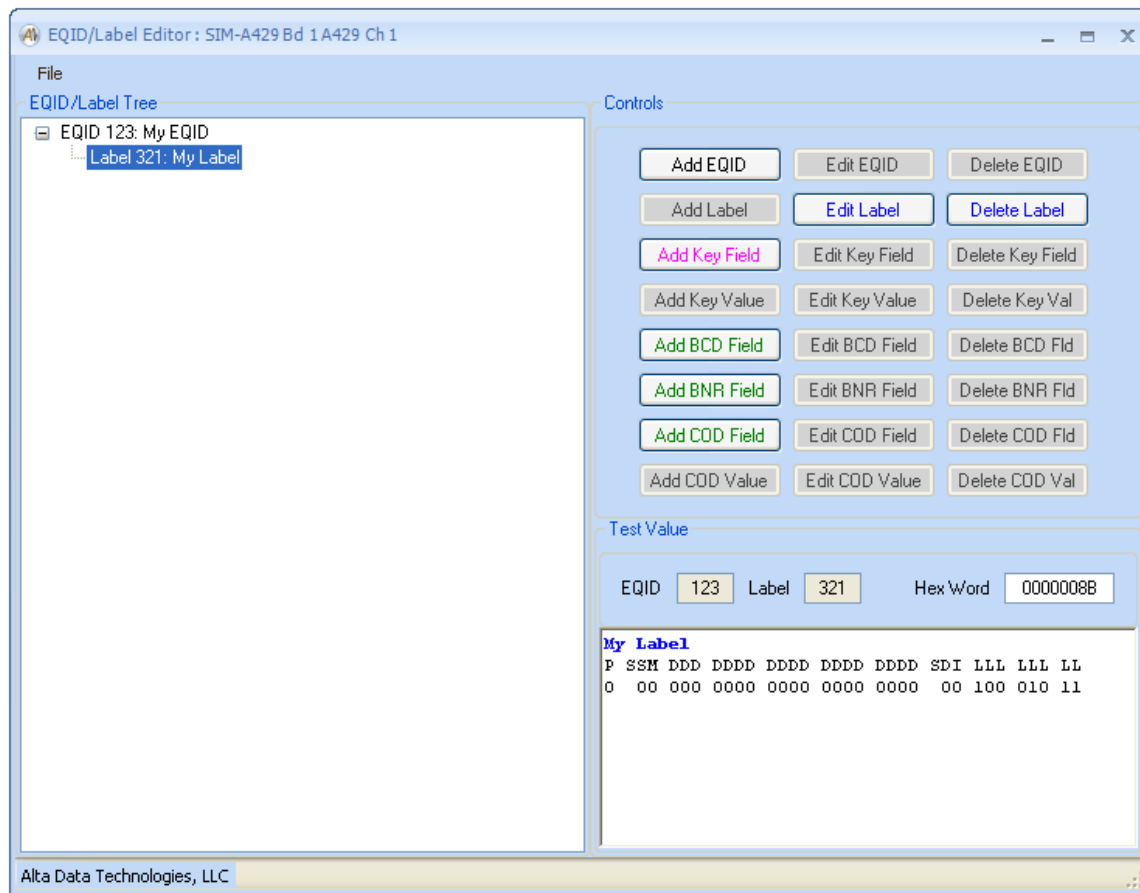 EQID/Label Editor : SIM-A429 Bd 1 A429 Ch 1
File
EQID/Label Tree
EQID 123: My EQID
Label 321: My Label
Controls
Add EQID Edit EQID Delete EQID
Add Label Edit Label Delete Label
Add Key Field Edit Key Field Delete Key Field
Add Key Value Edit Key Value Delete Key Val
Add BCD Field Edit BCD Field Delete BCD Fld
Add BNR Field Edit BNR Field Delete BNR Fld
Add COD Field Edit COD Field Delete COD Fld
Add COD Value Edit COD Value Delete COD Val
Test Value
EQID 123 Label 321 Hex Word 0000008B
My Label
P SSM DDD DDDD DDDD DDDD DDDD SDI LLL LLL LL
0 00 000 0000 0000 0000 0000 00 100 010 11
Alta Data Technologies, LLC